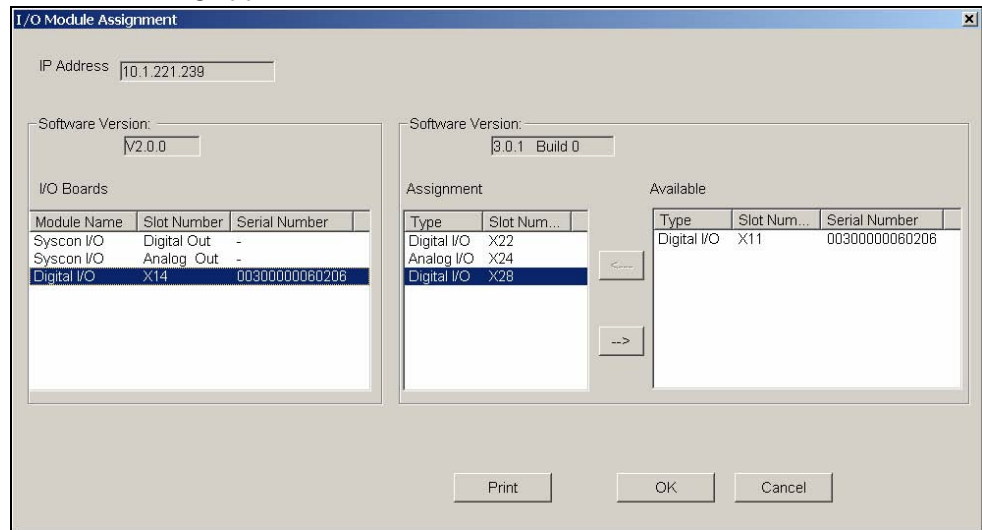 I/O Module Assignment
IP Address 10.1.221.239
Software Version:
V2.0.0
I/O Boards
Module Name Slot Number Serial Number
Syscon I/O Digital Out -
Syscon I/O Analog Out -
Digital I/O X14 00300000060206
Software Version:
3.0.1 Build 0
Assignment
Type Slot Num...
Digital I/O X22
Analog I/O X24
Digital I/O X28
<---
-->
Available
Type Slot Num... Serial Number
Digital I/O X11 00300000060206
Print OK Cancel